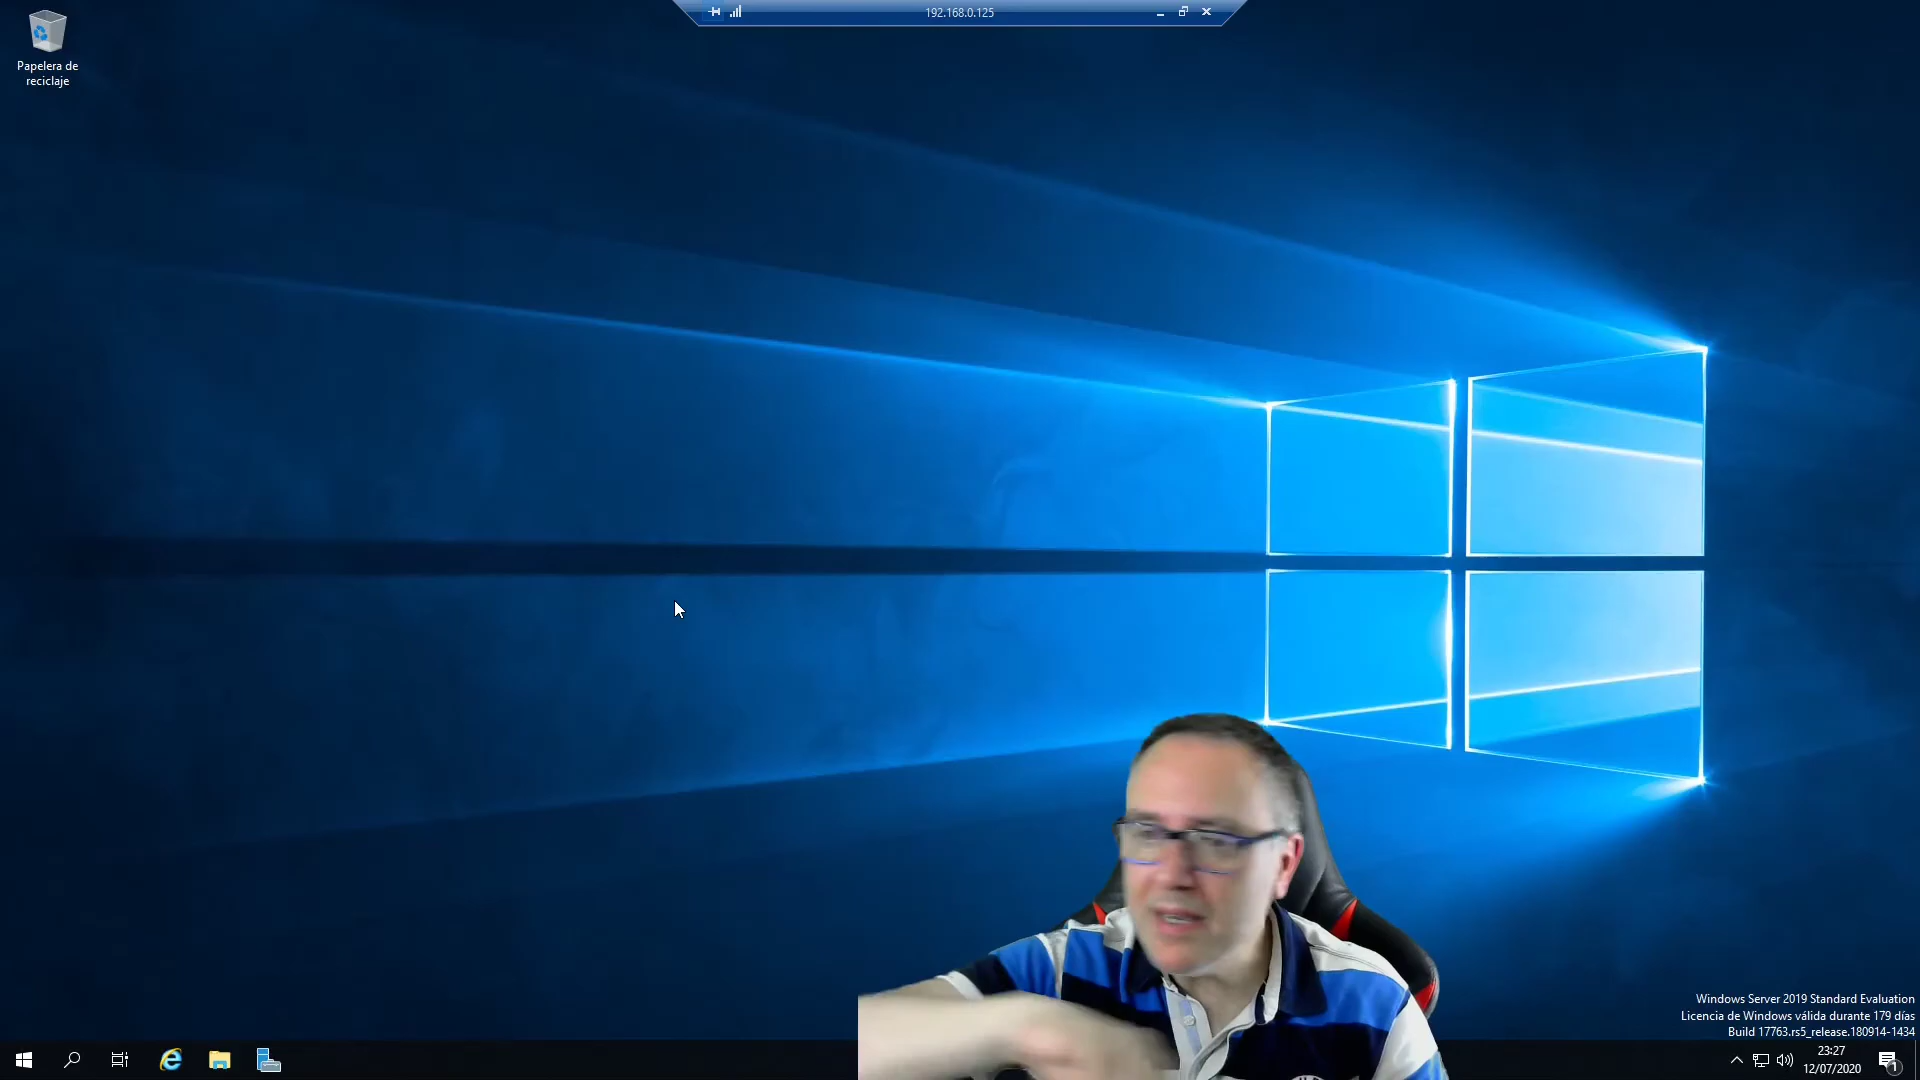 192.168.0.125
Papelera de
reciclaje
Windows Server 2019 Standard Evaluation
Licencia de Windows válida durante 179 días
Build 17763.rs5_release.180914-1434
23:27
12/07/2020
1